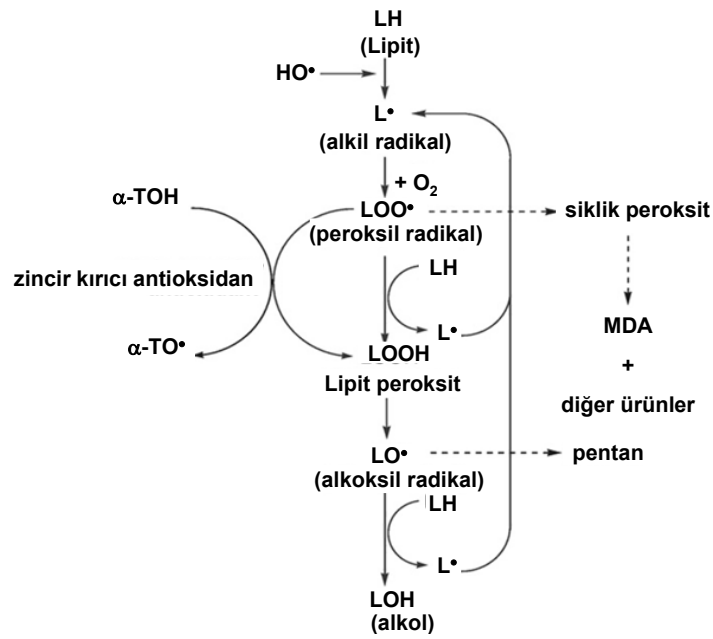 LH
(Lipit)
HO•
L•
(alkil radikal)
+ O₂
α-TOH
LOO•
siklik peroksit
(peroksil radikal)
LH
zincir kırıcı antioksidan
MDA
L•
α-TO•
LOOH
+
Lipit peroksit
diğer ürünler
LO•
pentan
(alkoksil radikal)
LH
L•
LOH
(alkol)